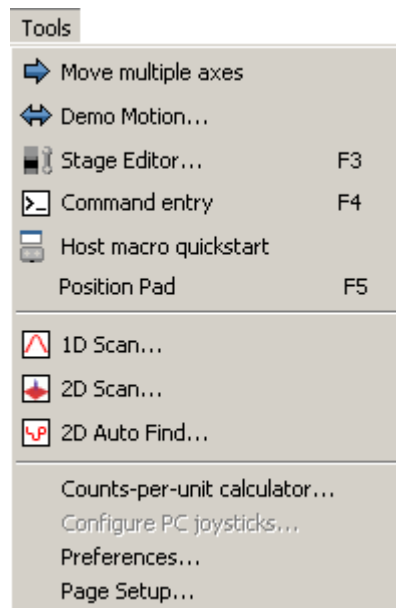 Tools
Move multiple axes
Demo Motion...
Stage Editor... F3
Command entry F4
Host macro quickstart
Position Pad F5
1D Scan...
2D Scan...
2D Auto Find...
Counts-per-unit calculator...
Configure PC joysticks...
Preferences...
Page Setup...